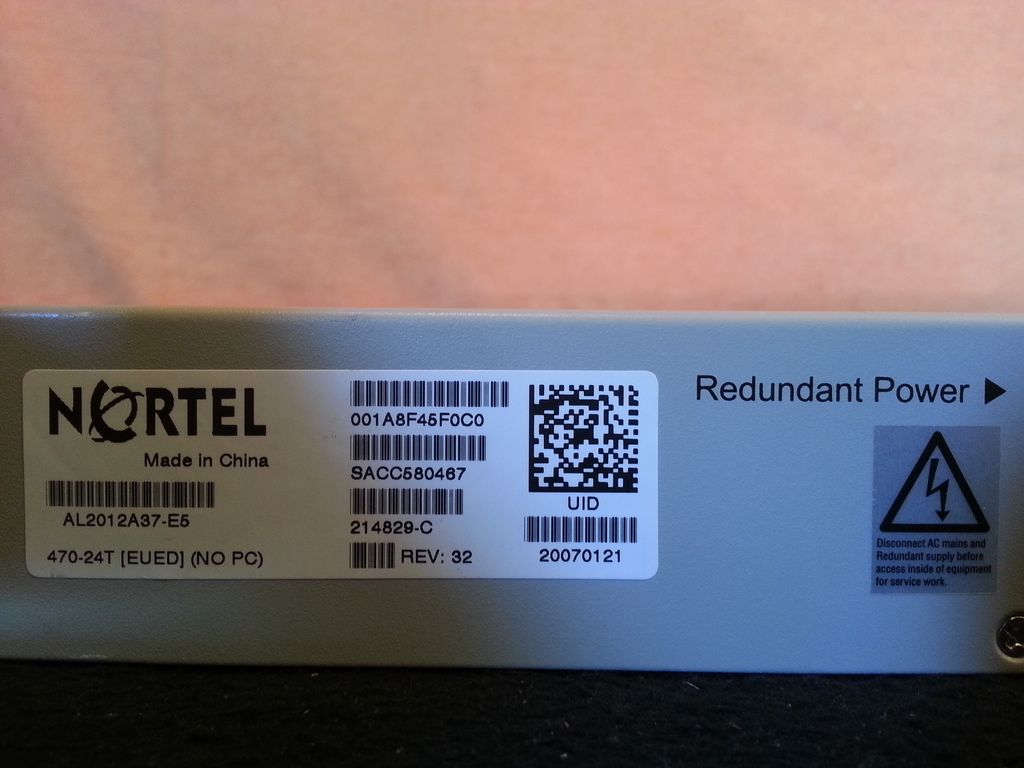 NORTEL
Made in China
AL2012A37-E5
470-24T [EUED] (NO PC)
001A8F45F0C0
SACC580467
214829-C
REV: 32
UID
20070121
Redundant Power
Disconnect AC mains and
Redundant supply before
access inside of equipment
for service work.